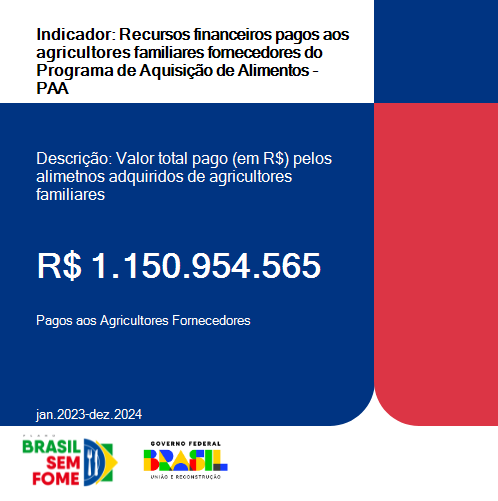 Indicador: Recursos financeiros pagos aos
agricultores familiares fornecedores do
Programa de Aquisição de Alimentos -
PAA
Descrição: Valor total pago (em R$) pelos
alimetnos adquiridos de agricultores
familiares
R$ 1.150.954.565
Pagos aos Agricultores Fornecedores
jan.2023-dez.2024
PLANO
BRASIL
SEM
FOME
GOVERNO FEDERAL
BRASIL
UNIÃO E RECONSTRUÇÃO